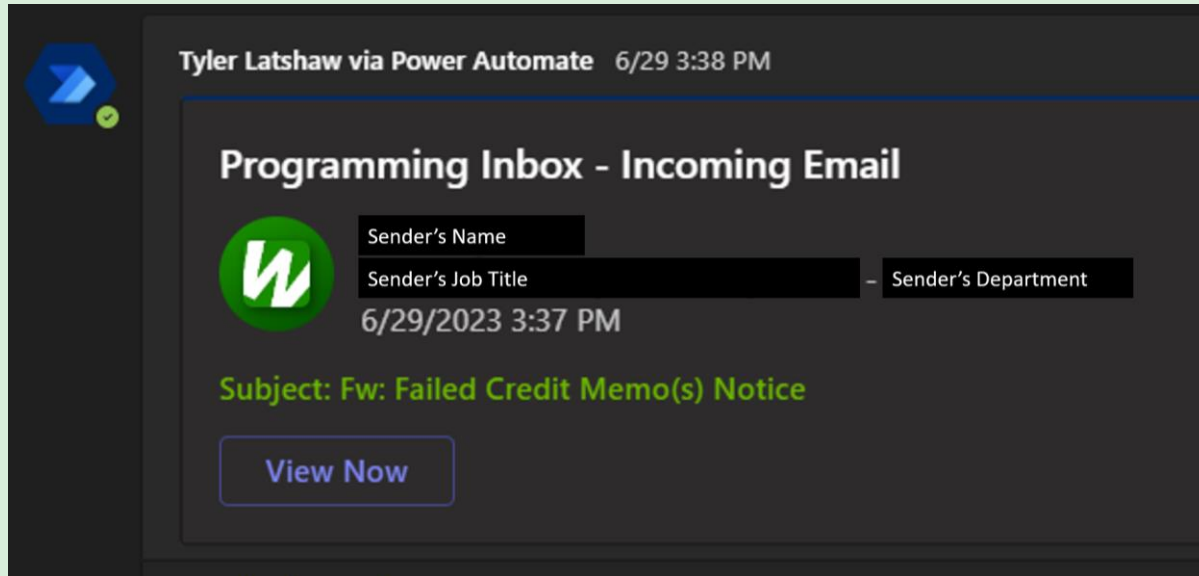 Tyler Latshaw via Power Automate 6/29 3:38 PM
Programming Inbox - Incoming Email
Sender’s Name
Sender’s Job Title – Sender’s Department
6/29/2023 3:37 PM
Subject: Fw: Failed Credit Memo(s) Notice
View Now